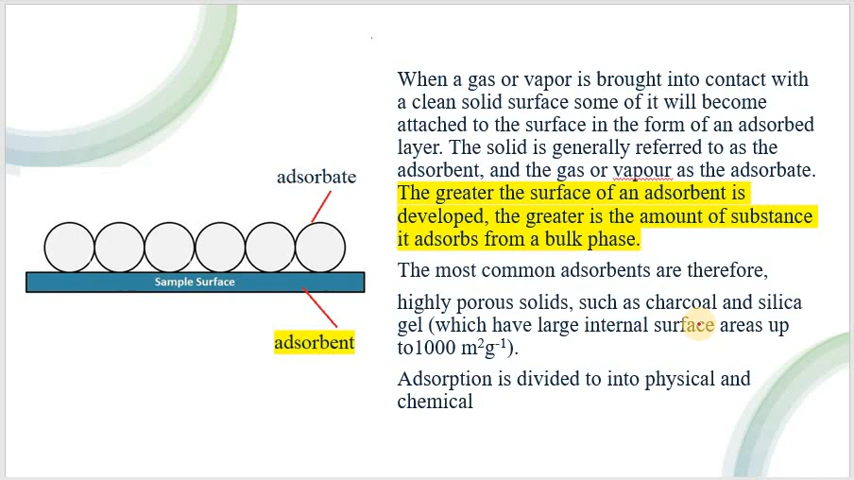 adsorbate
Sample Surface
adsorbent
When a gas or vapor is brought into contact with
a clean solid surface some of it will become
attached to the surface in the form of an adsorbed
layer. The solid is generally referred to as the
adsorbent, and the gas or vapour as the adsorbate.
The greater the surface of an adsorbent is
developed, the greater is the amount of substance
it adsorbs from a bulk phase.
The most common adsorbents are therefore,
highly porous solids, such as charcoal and silica
gel (which have large internal surface areas up
to1000 m²g⁻¹).
Adsorption is divided to into physical and
chemical